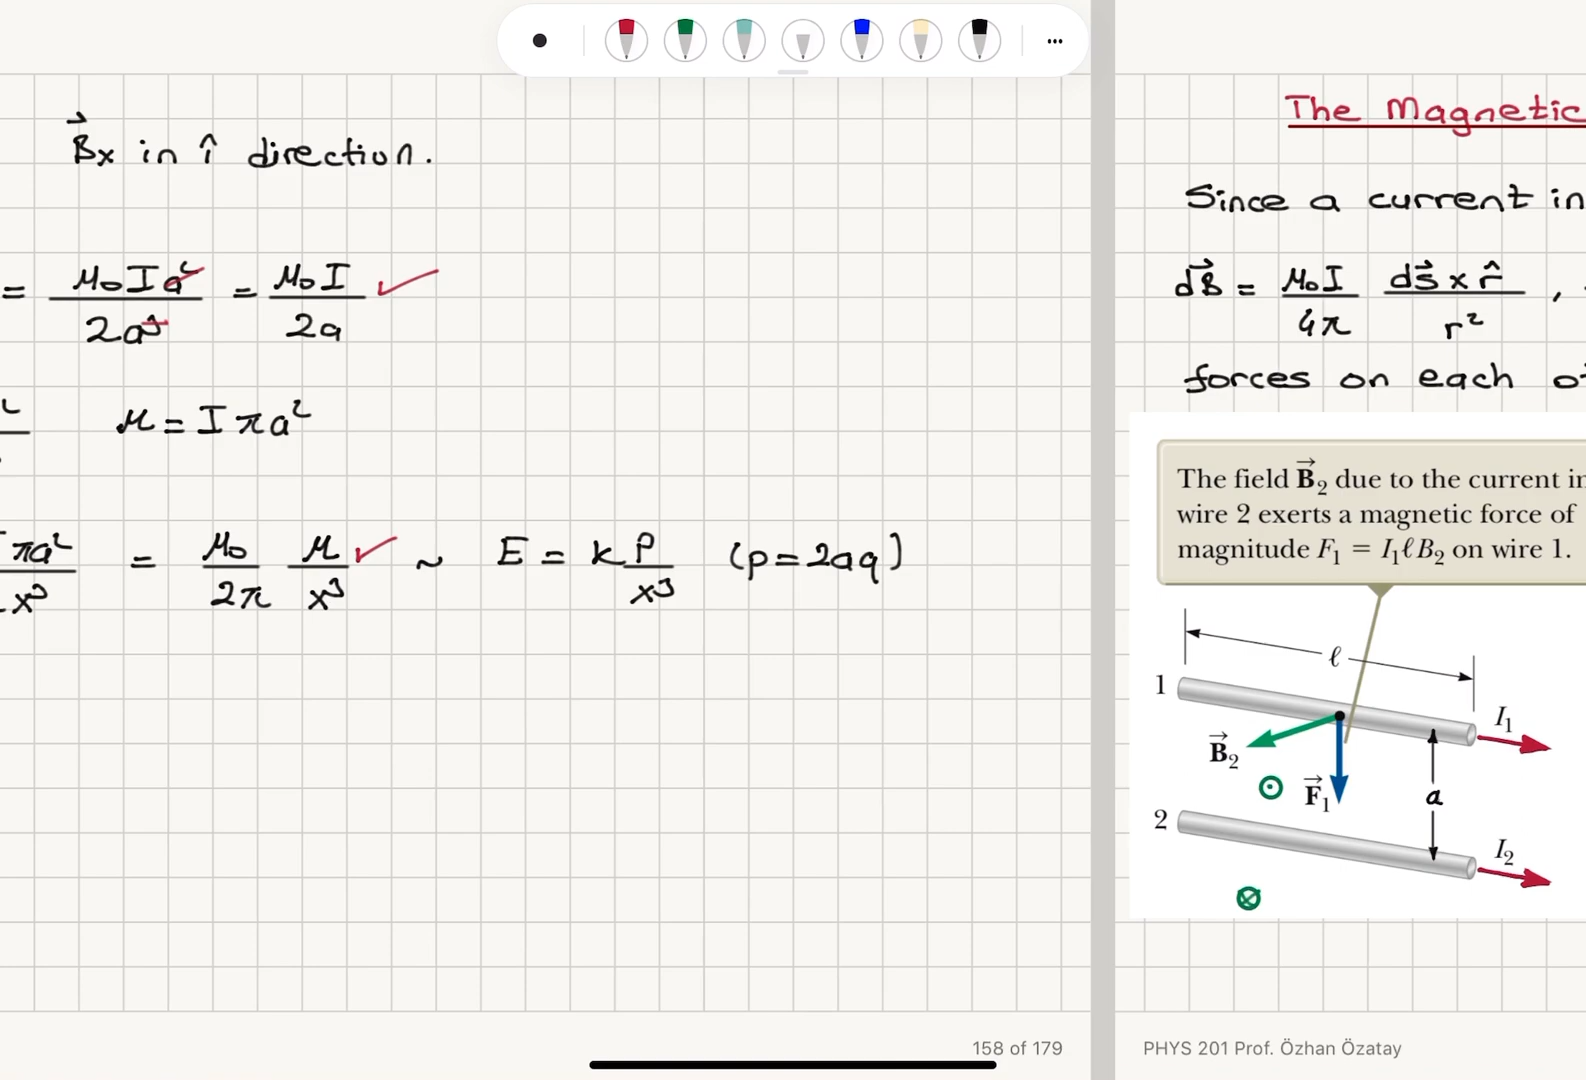 B⃗x in î direction.
= μ₀Ia² / 2a³ = μ₀I / 2a ✓
μ = Iπa²
πa² / x³ = μ₀ / 2π μ / x³ ✓ ~ E = k p / x³ (p=2aq)
158 of 179
The Magnetic
Since a current in
dB⃗ = μ₀I / 4π ds⃗ x r̂ / r² ,
forces on each
The field B⃗₂ due to the current in
wire 2 exerts a magnetic force of
magnitude F₁ = I₁ℓB₂ on wire 1.
ℓ
1
I₁
B⃗₂
F⃗₁
a
2
I₂
PHYS 201 Prof. Özhan Özatay